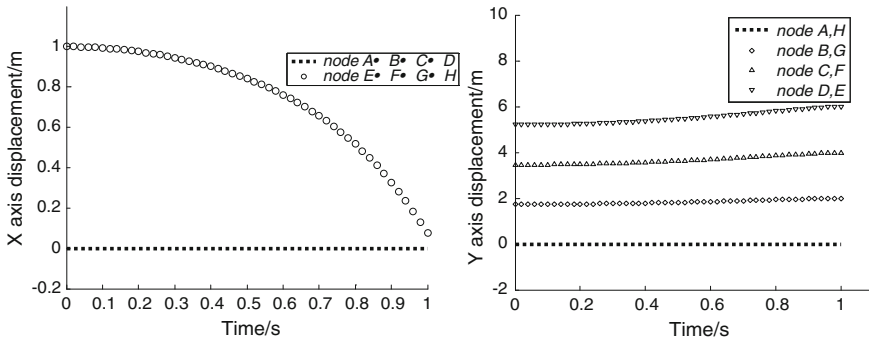 X axis displacement/m
1
0.8
0.6
0.4
0.2
0
-0.2
node A• B• C• D
node E• F• G• H
0 0.1 0.2 0.3 0.4 0.5 0.6 0.7 0.8 0.9 1
Time/s
Y axis displacement/m
10
8
6
4
2
0
-2
node A,H
node B,G
node C,F
node D,E
0 0.2 0.4 0.6 0.8 1
Time/s